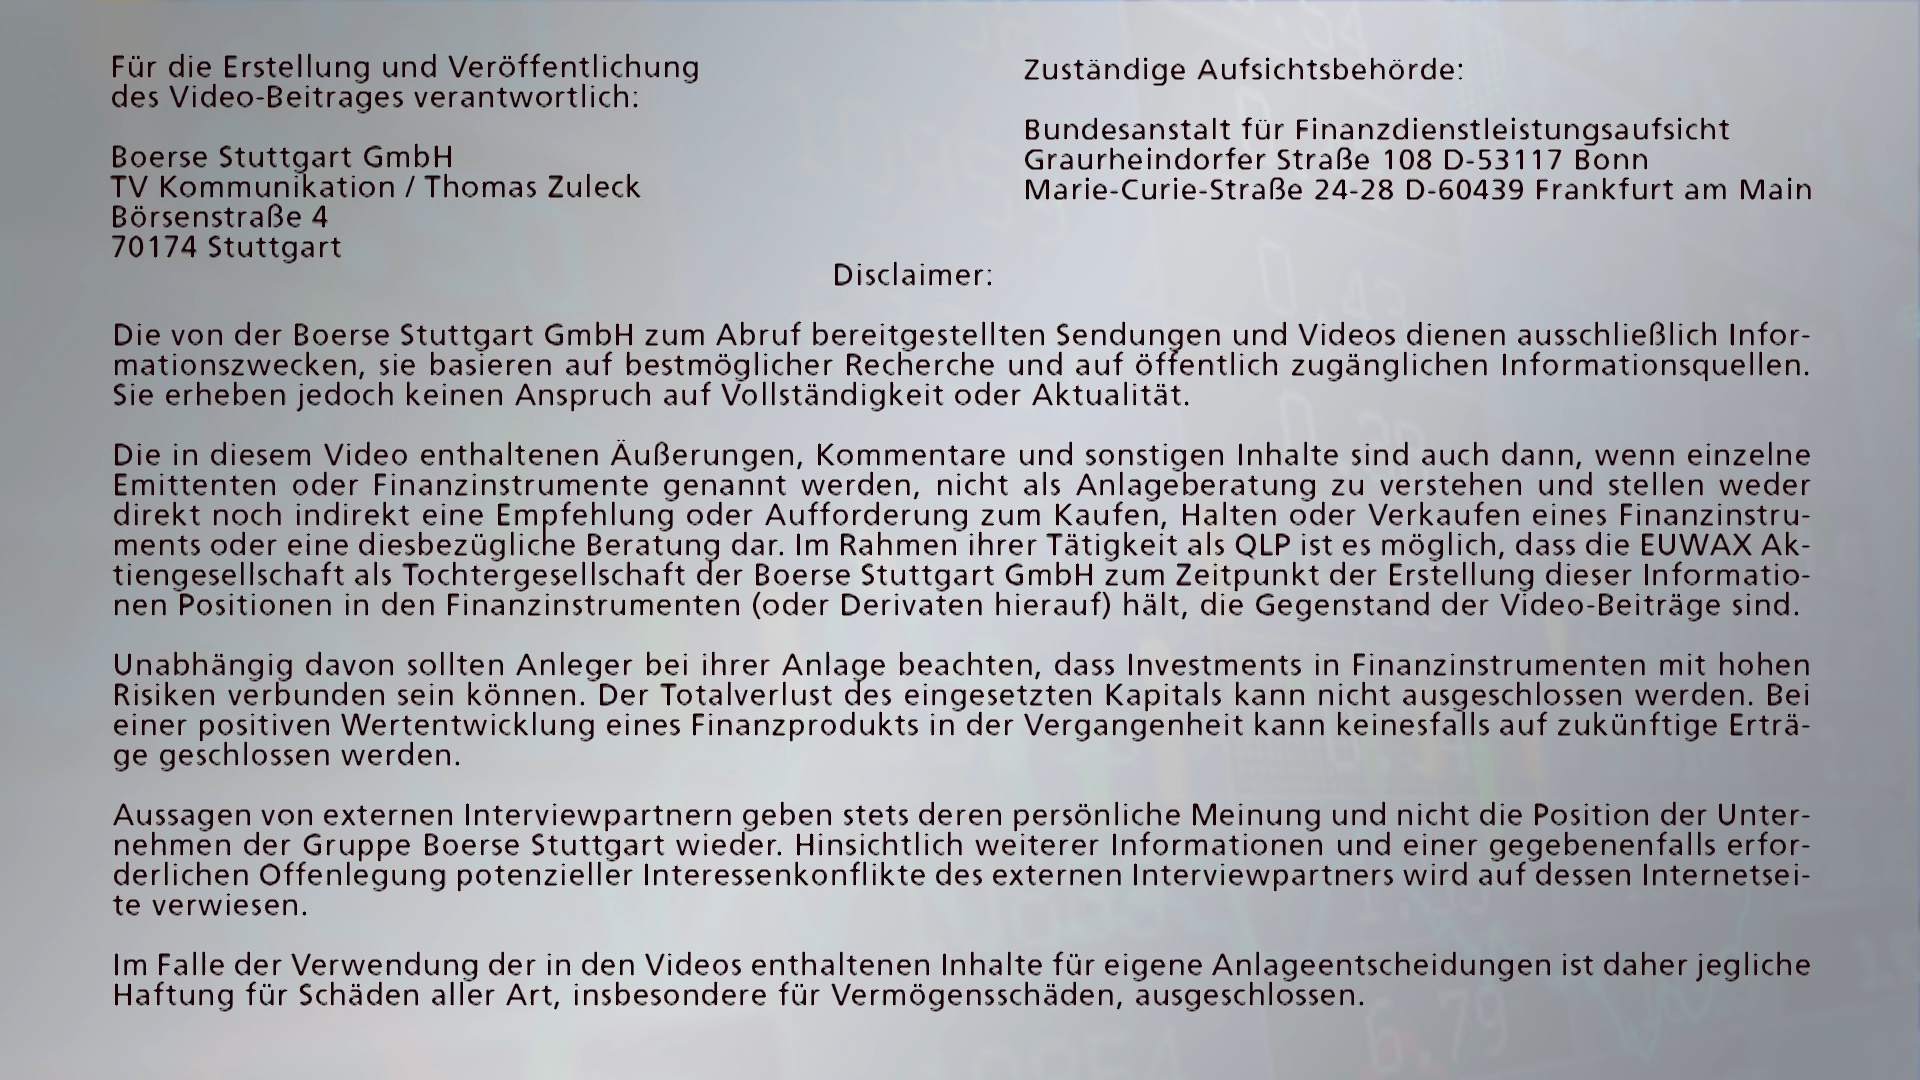 Für die Erstellung und Veröffentlichung
des Video-Beitrages verantwortlich:
Boerse Stuttgart GmbH
TV Kommunikation / Thomas Zuleck
Börsenstraße 4
70174 Stuttgart
Zuständige Aufsichtsbehörde:
Bundesanstalt für Finanzdienstleistungsaufsicht
Graurheindorfer Straße 108 D-53117 Bonn
Marie-Curie-Straße 24-28 D-60439 Frankfurt am Main
Disclaimer:
Die von der Boerse Stuttgart GmbH zum Abruf bereitgestellten Sendungen und Videos dienen ausschließlich Infor-
mationszwecken, sie basieren auf bestmöglicher Recherche und auf öffentlich zugänglichen Informationsquellen.
Sie erheben jedoch keinen Anspruch auf Vollständigkeit oder Aktualität.
Die in diesem Video enthaltenen Äußerungen, Kommentare und sonstigen Inhalte sind auch dann, wenn einzelne
Emittenten oder Finanzinstrumente genannt werden, nicht als Anlageberatung zu verstehen und stellen weder
direkt noch indirekt eine Empfehlung oder Aufforderung zum Kaufen, Halten oder Verkaufen eines Finanzinstru-
ments oder eine diesbezügliche Beratung dar. Im Rahmen ihrer Tätigkeit als QLP ist es möglich, dass die EUWAX Ak-
tiengesellschaft als Tochtergesellschaft der Boerse Stuttgart GmbH zum Zeitpunkt der Erstellung dieser Informatio-
nen Positionen in den Finanzinstrumenten (oder Derivaten hierauf) hält, die Gegenstand der Video-Beiträge sind.
Unabhängig davon sollten Anleger bei ihrer Anlage beachten, dass Investments in Finanzinstrumenten mit hohen
Risiken verbunden sein können. Der Totalverlust des eingesetzten Kapitals kann nicht ausgeschlossen werden. Bei
einer positiven Wertentwicklung eines Finanzprodukts in der Vergangenheit kann keinesfalls auf zukünftige Erträ-
ge geschlossen werden.
Aussagen von externen Interviewpartnern geben stets deren persönliche Meinung und nicht die Position der Unter-
nehmen der Gruppe Boerse Stuttgart wieder. Hinsichtlich weiterer Informationen und einer gegebenenfalls erfor-
derlichen Offenlegung potenzieller Interessenkonflikte des externen Interviewpartners wird auf dessen Internetsei-
te verwiesen.
Im Falle der Verwendung der in den Videos enthaltenen Inhalte für eigene Anlageentscheidungen ist daher jegliche
Haftung für Schäden aller Art, insbesondere für Vermögensschäden, ausgeschlossen.